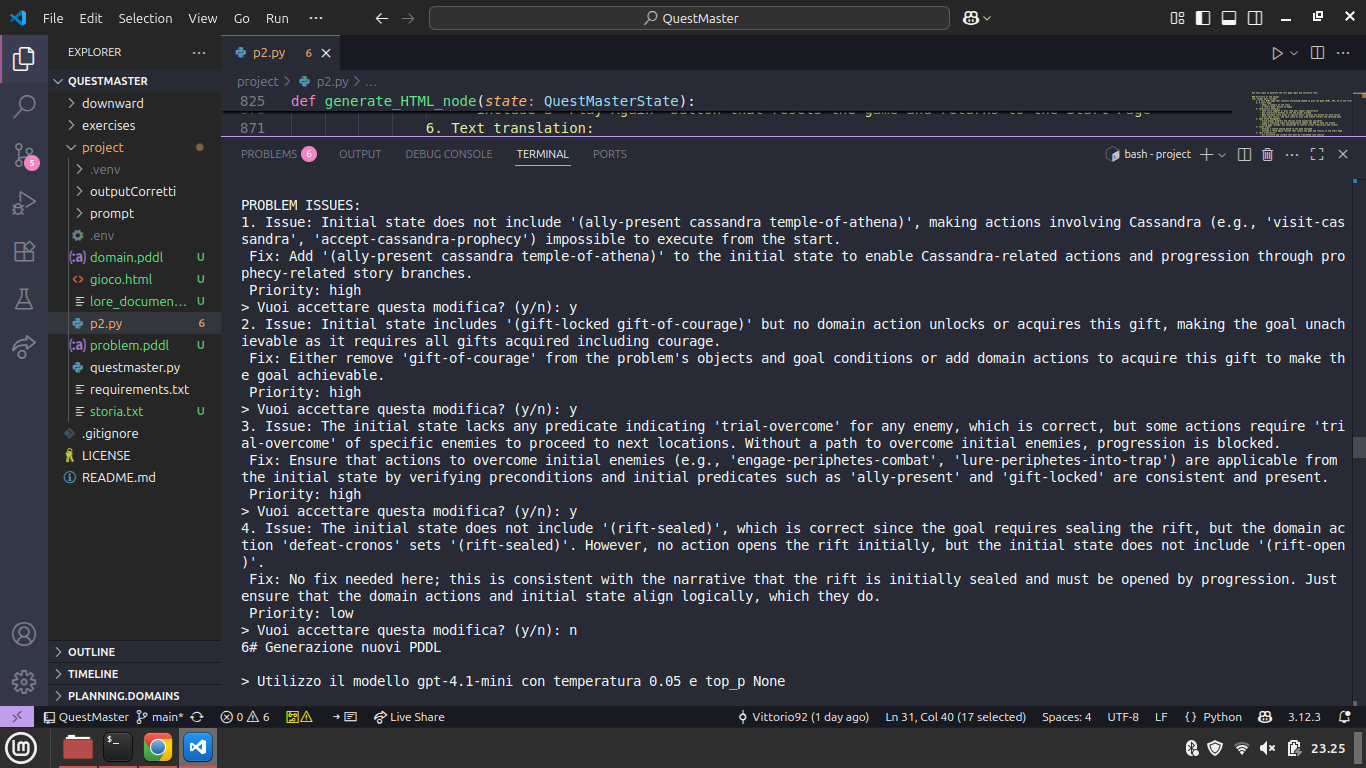 File Edit Selection View Go Run ··· QuestMaster
EXPLORER ···
QUESTMASTER
downward
exercises
project
.venv
outputCorretti
prompt
.env
domain.pddl U
gioco.html U
lore_documen... U
p2.py 6
problem.pddl U
questmaster.py
requirements.txt
storia.txt U
.gitignore
LICENSE
README.md
OUTLINE
TIMELINE
PLANNING.DOMAINS
5
p2.py 6
project > p2.py > ...
825 def generate_HTML_node(state: QuestMasterState):
871 6. Text translation:
PROBLEMS 6 OUTPUT DEBUG CONSOLE TERMINAL PORTS bash - project
PROBLEM ISSUES:
1. Issue: Initial state does not include '(ally-present cassandra temple-of-athena)', making actions involving Cassandra (e.g., 'visit-cas
sandra', 'accept-cassandra-prophecy') impossible to execute from the start.
Fix: Add '(ally-present cassandra temple-of-athena)' to the initial state to enable Cassandra-related actions and progression through pro
phecy-related story branches.
Priority: high
> Vuoi accettare questa modifica? (y/n): y
2. Issue: Initial state includes '(gift-locked gift-of-courage)' but no domain action unlocks or acquires this gift, making the goal unach
ievable as it requires all gifts acquired including courage.
Fix: Either remove 'gift-of-courage' from the problem's objects and goal conditions or add domain actions to acquire this gift to make th
e goal achievable.
Priority: high
> Vuoi accettare questa modifica? (y/n): y
3. Issue: The initial state lacks any predicate indicating 'trial-overcome' for any enemy, which is correct, but some actions require 'tri
al-overcome' of specific enemies to proceed to next locations. Without a path to overcome initial enemies, progression is blocked.
Fix: Ensure that actions to overcome initial enemies (e.g., 'engage-periphetes-combat', 'lure-periphetes-into-trap') are applicable from
the initial state by verifying preconditions and initial predicates such as 'ally-present' and 'gift-locked' are consistent and present.
Priority: high
> Vuoi accettare questa modifica? (y/n): y
4. Issue: The initial state does not include '(rift-sealed)', which is correct since the goal requires sealing the rift, but the domain ac
tion 'defeat-cronos' sets '(rift-sealed)'. However, no action opens the rift initially, but the initial state does not include '(rift-open
)'.
Fix: No fix needed here; this is consistent with the narrative that the rift is initially sealed and must be opened by progression. Just
ensure that the domain actions and initial state align logically, which they do.
Priority: low
> Vuoi accettare questa modifica? (y/n): n
6# Generazione nuovi PDDL
> Utilizzo il modello gpt-4.1-mini con temperatura 0.05 e top_p None
QuestMaster main* 0 6 Live Share Vittorio92 (1 day ago) Ln 31, Col 40 (17 selected) Spaces: 4 UTF-8 LF {} Python 3.12.3
23.25